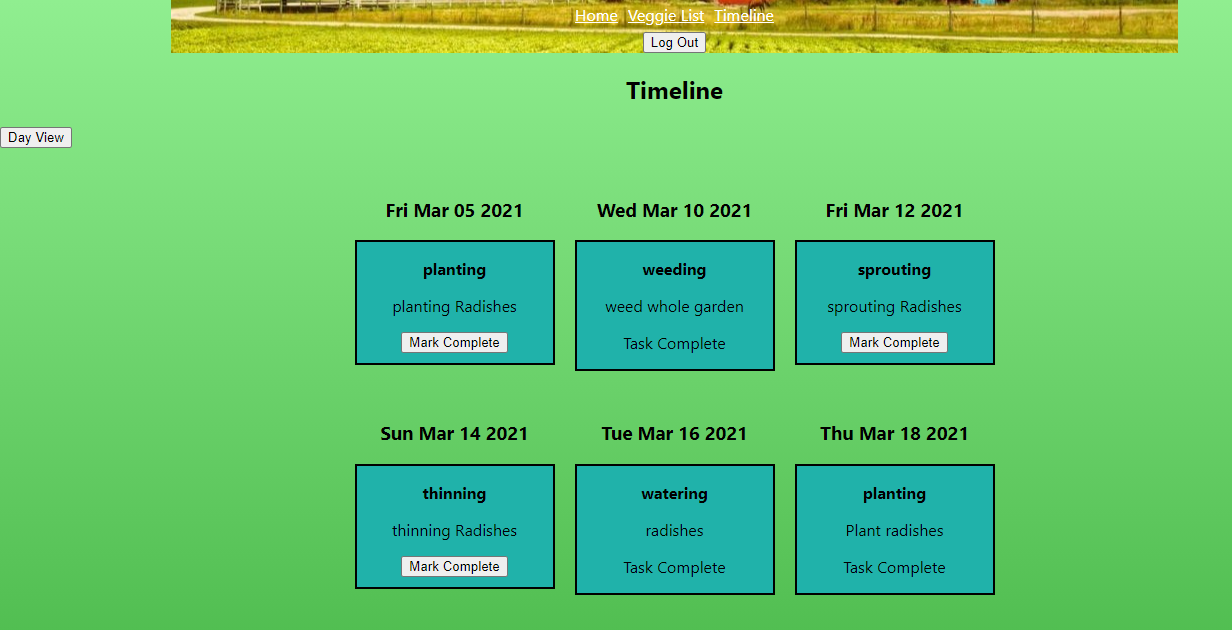 Home Veggie List Timeline
Log Out
Timeline
Day View
Fri Mar 05 2021
planting
planting Radishes
Mark Complete
Wed Mar 10 2021
weeding
weed whole garden
Task Complete
Fri Mar 12 2021
sprouting
sprouting Radishes
Mark Complete
Sun Mar 14 2021
thinning
thinning Radishes
Mark Complete
Tue Mar 16 2021
watering
radishes
Task Complete
Thu Mar 18 2021
planting
Plant radishes
Task Complete